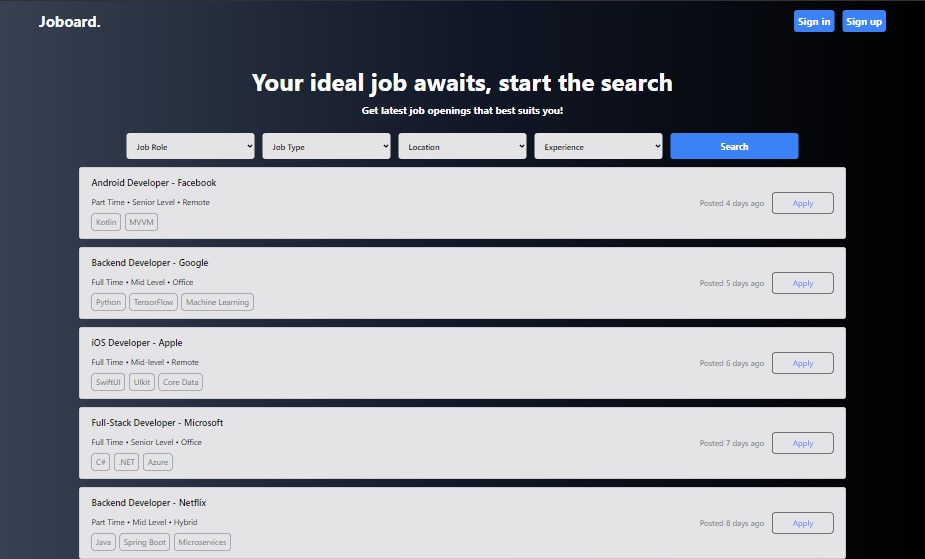 Joboard.
Sign in Sign up
Your ideal job awaits, start the search
Get latest job openings that best suits you!
Job Role Job Type Location Experience Search
Android Developer - Facebook
Part Time • Senior Level • Remote
Kotlin MVVM
Posted 4 days ago Apply
Backend Developer - Google
Full Time • Mid Level • Office
Python TensorFlow Machine Learning
Posted 5 days ago Apply
iOS Developer - Apple
Full Time • Mid-level • Remote
SwiftUI UIkit Core Data
Posted 6 days ago Apply
Full-Stack Developer - Microsoft
Full Time • Senior Level • Office
C# .NET Azure
Posted 7 days ago Apply
Backend Developer - Netflix
Part Time • Mid Level • Hybrid
Java Spring Boot Microservices
Posted 8 days ago Apply